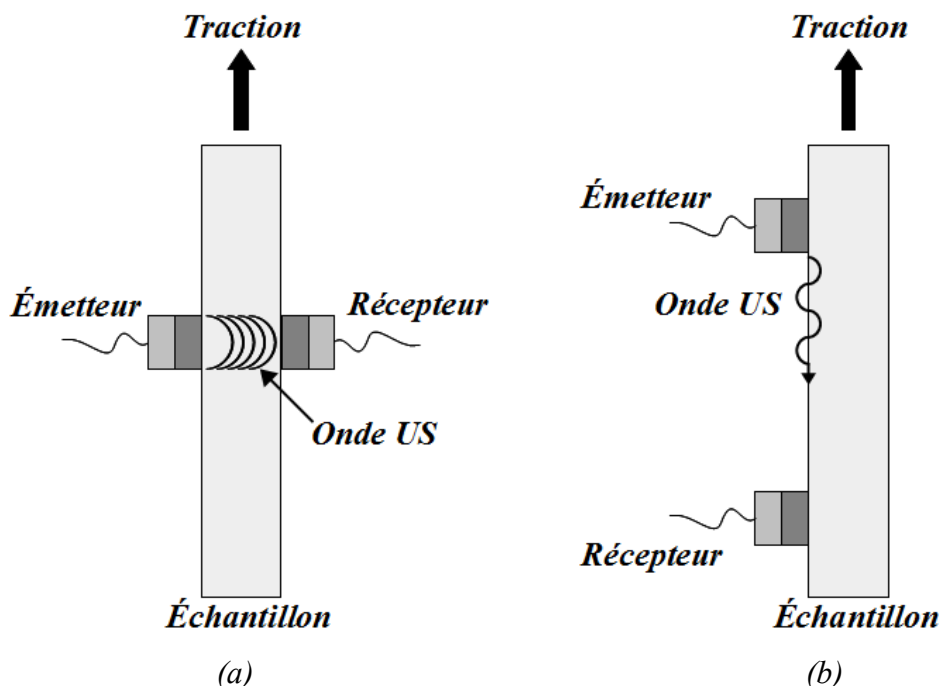 Traction
Émetteur
Récepteur
Onde US
Échantillon
(a)
Traction
Émetteur
Onde US
Récepteur
Échantillon
(b)